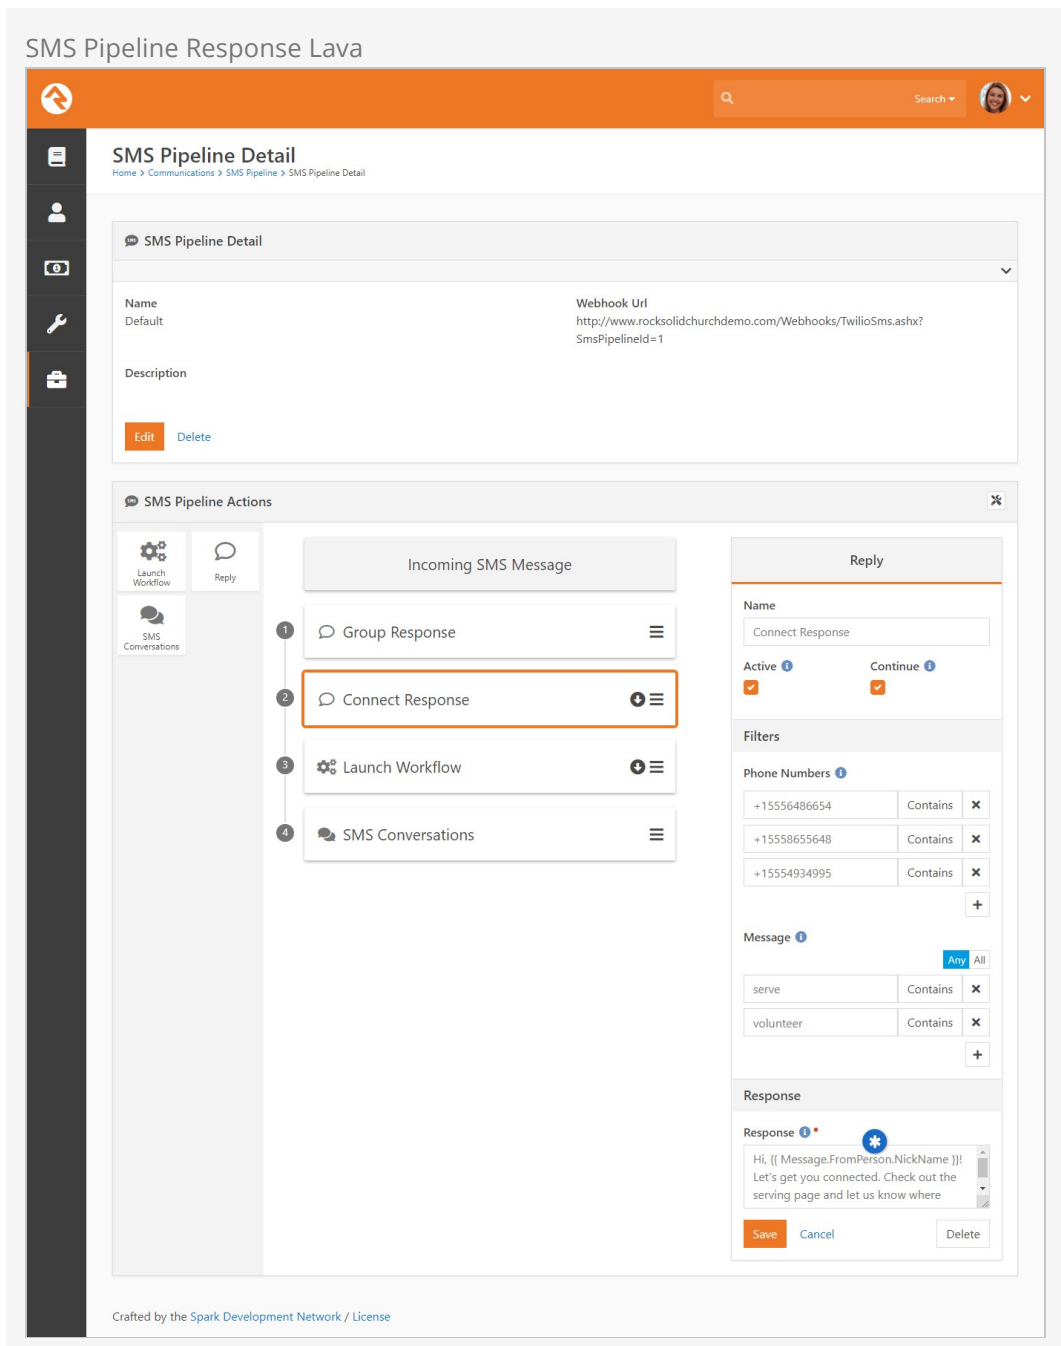 SMS Pipeline Response Lava
Search
SMS Pipeline Detail
Home > Communications > SMS Pipeline > SMS Pipeline Detail
SMS Pipeline Detail
Name
Default
Webhook Url
http://www.rocksolidchurchdemo.com/Webhooks/TwilioSms.ashx?
SmsPipelineId=1
Description
Edit Delete
SMS Pipeline Actions
Launch
Workflow
Reply
SMS
Conversations
Incoming SMS Message
1 Group Response
2 Connect Response
3 Launch Workflow
4 SMS Conversations
Reply
Name
Connect Response
Active Continue
Filters
Phone Numbers
+15556486654 Contains
+15558655648 Contains
+15554934995 Contains
Message
Any All
serve Contains
volunteer Contains
Response
Response
Hi, {{ Message.FromPerson.NickName }}!
Let's get you connected. Check out the
serving page and let us know where
Save Cancel Delete
Crafted by the Spark Development Network / License